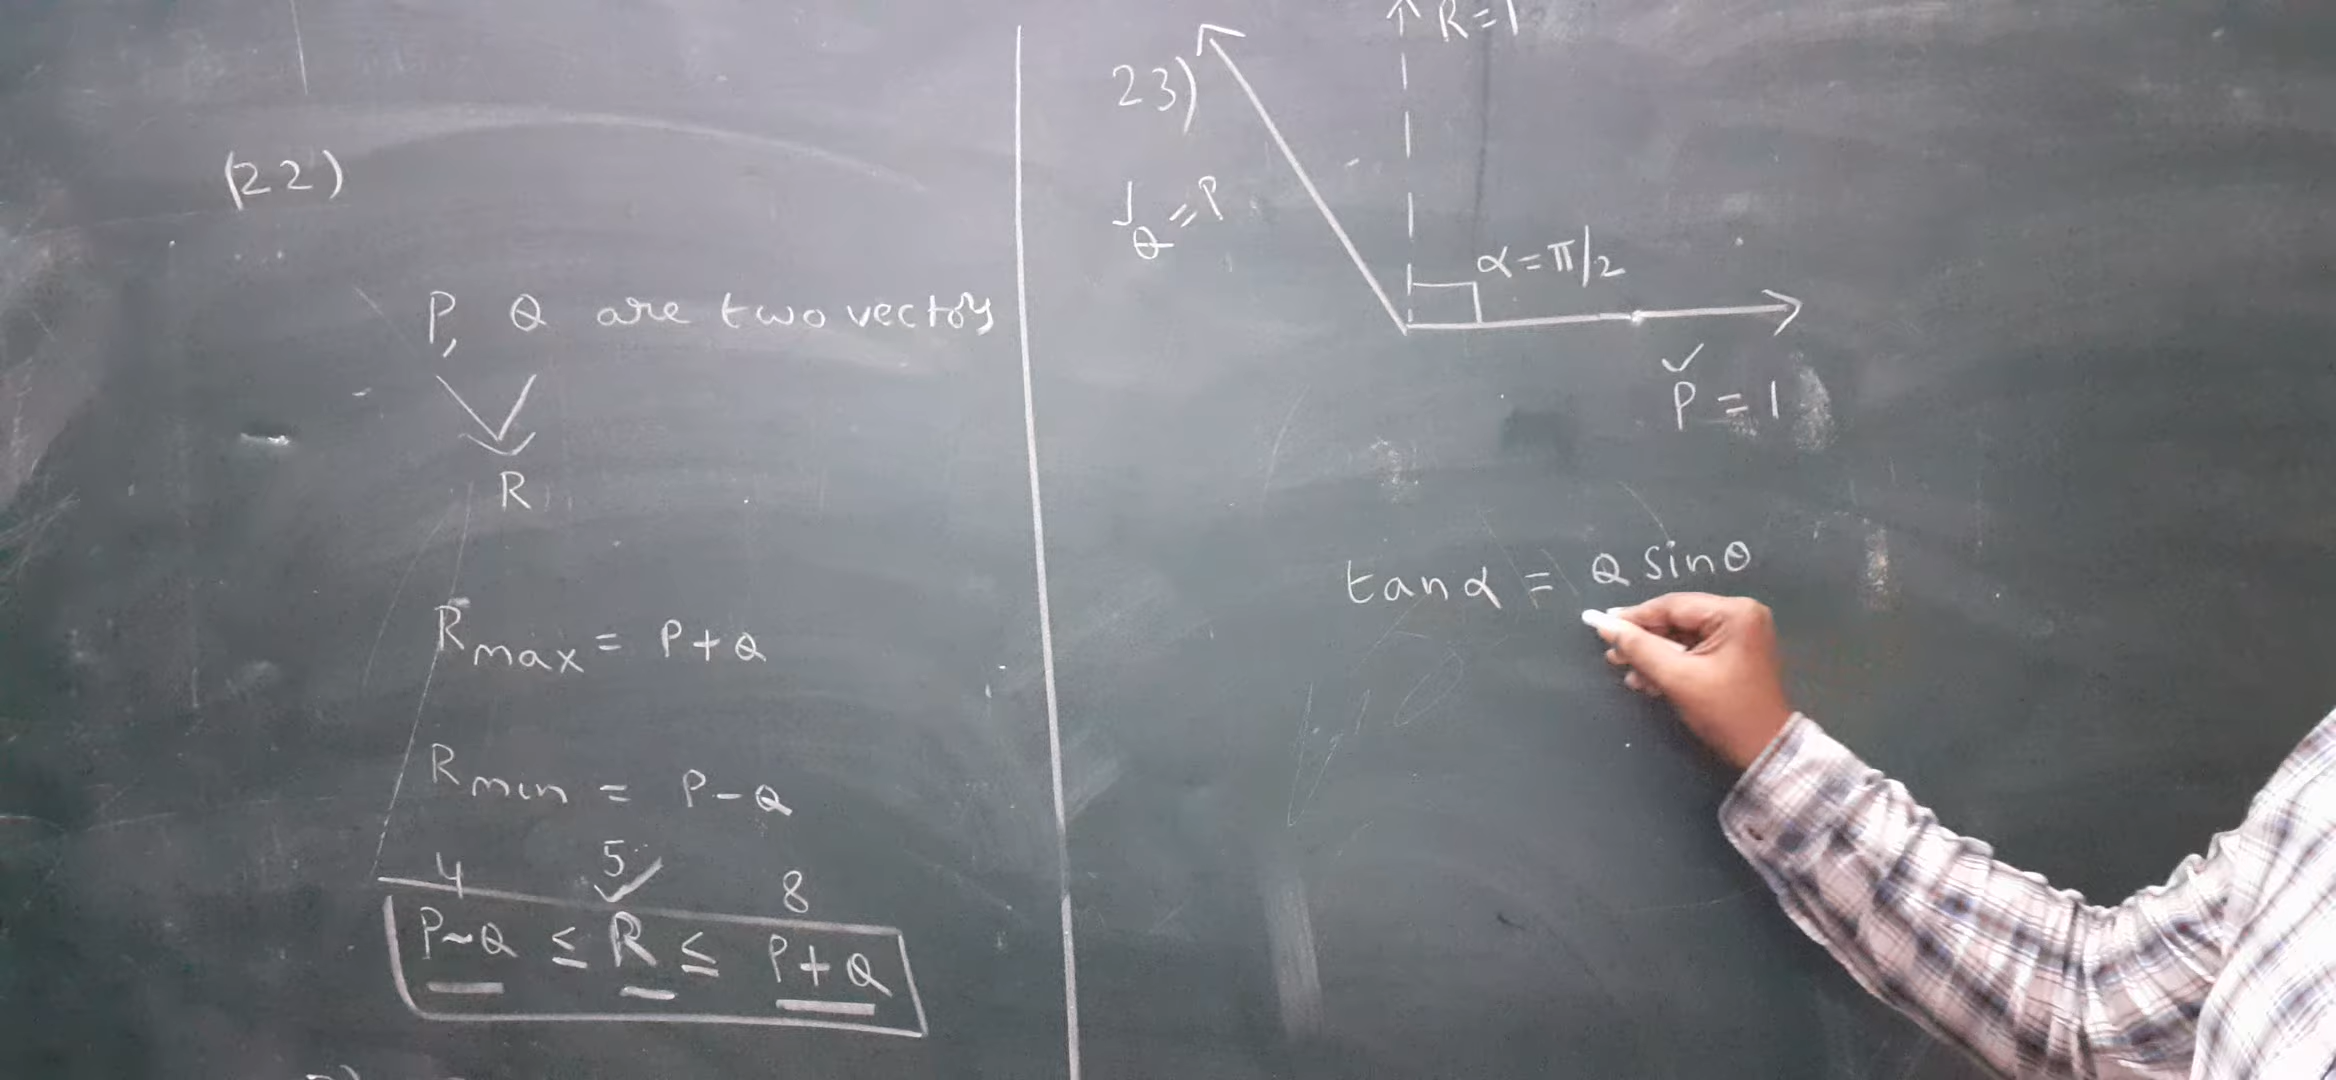 (22)
P, Q are two vectors
R
Rmax = P+Q
Rmin = P-Q
4 5 8
P~Q ≤ R ≤ P+Q
R=1
23)
Q=?
α=π/2
P=1
tanα = Q sinθ